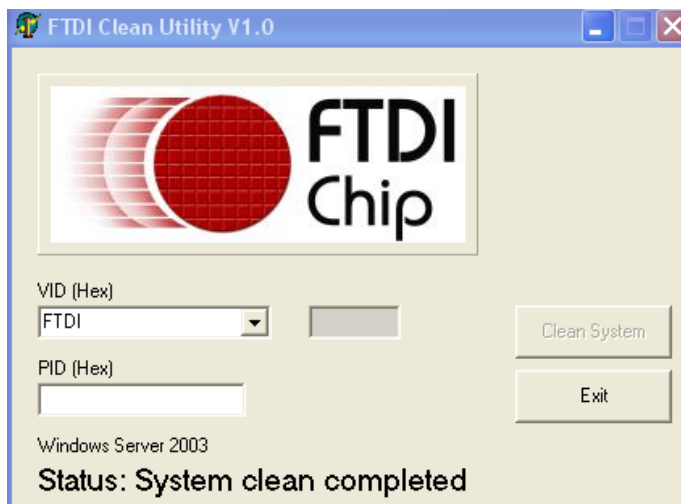 FTDI Clean Utility V1.0
FTDI
Chip
VID (Hex)
FTDI
Clean System
PID (Hex)
Exit
Windows Server 2003
Status: System clean completed